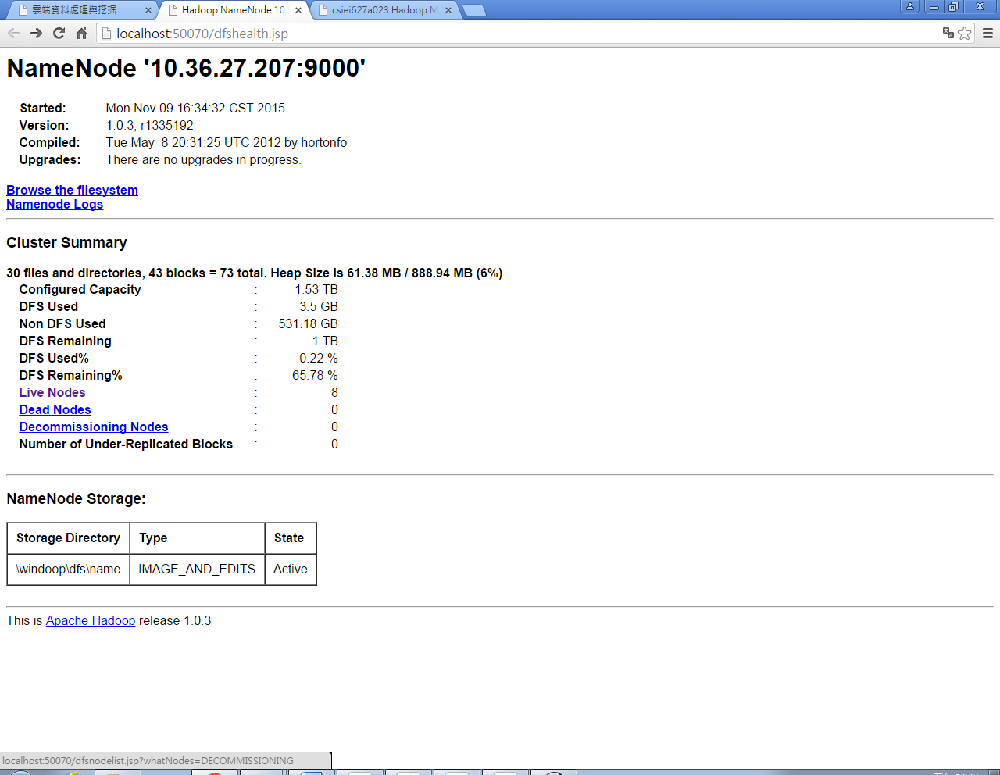 雲端資料處理與挖掘
Hadoop NameNode 10.
csiei627a023 Hadoop M
localhost:50070/dfshealth.jsp
NameNode '10.36.27.207:9000'
Started: Mon Nov 09 16:34:32 CST 2015
Version: 1.0.3, r1335192
Compiled: Tue May 8 20:31:25 UTC 2012 by hortonfo
Upgrades: There are no upgrades in progress.
Browse the filesystem
Namenode Logs
Cluster Summary
30 files and directories, 43 blocks = 73 total. Heap Size is 61.38 MB / 888.94 MB (6%)
Configured Capacity : 1.53 TB
DFS Used : 3.5 GB
Non DFS Used : 531.18 GB
DFS Remaining : 1 TB
DFS Used% : 0.22 %
DFS Remaining% : 65.78 %
Live Nodes : 8
Dead Nodes : 0
Decommissioning Nodes : 0
Number of Under-Replicated Blocks : 0
NameNode Storage:
Storage Directory Type State
\windoop\dfs\name IMAGE_AND_EDITS Active
This is Apache Hadoop release 1.0.3
localhost:50070/dfsnodelist.jsp?whatNodes=DECOMMISSIONING